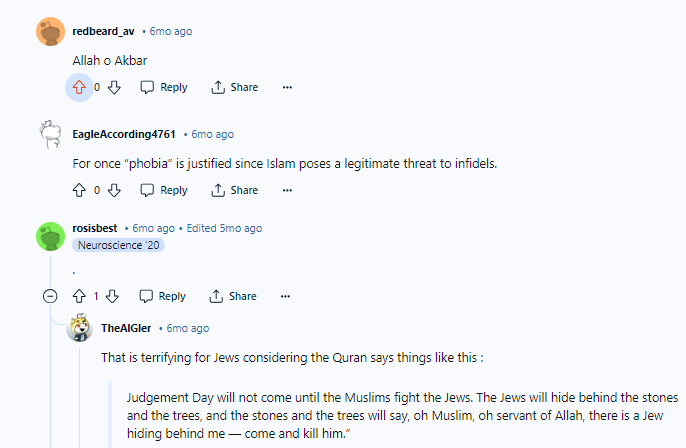 redbeard_av • 6mo ago
Allah o Akbar
0 Reply Share ...
EagleAccording4761 • 6mo ago
For once “phobia” is justified since Islam poses a legitimate threat to infidels.
0 Reply Share ...
rosisbest • 6mo ago • Edited 5mo ago
Neuroscience '20
.
1 Reply Share ...
TheAIGler • 6mo ago
That is terrifying for Jews considering the Quran says things like this :
Judgement Day will not come until the Muslims fight the Jews. The Jews will hide behind the stones
and the trees, and the stones and the trees will say, oh Muslim, oh servant of Allah, there is a Jew
hiding behind me — come and kill him.”